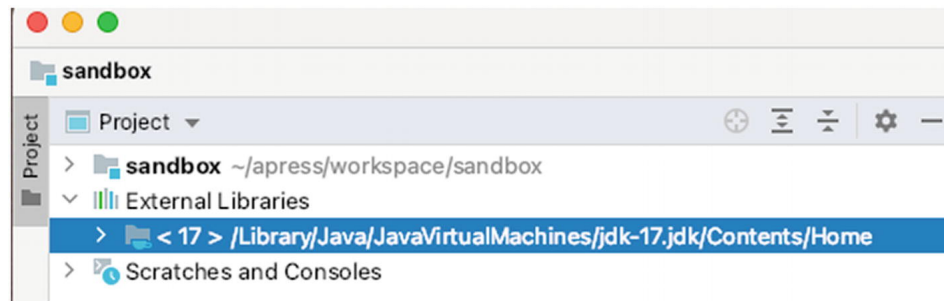 sandbox
Project
Project
sandbox ~/apress/workspace/sandbox
External Libraries
< 17 > /Library/Java/JavaVirtualMachines/jdk-17.jdk/Contents/Home
Scratches and Consoles